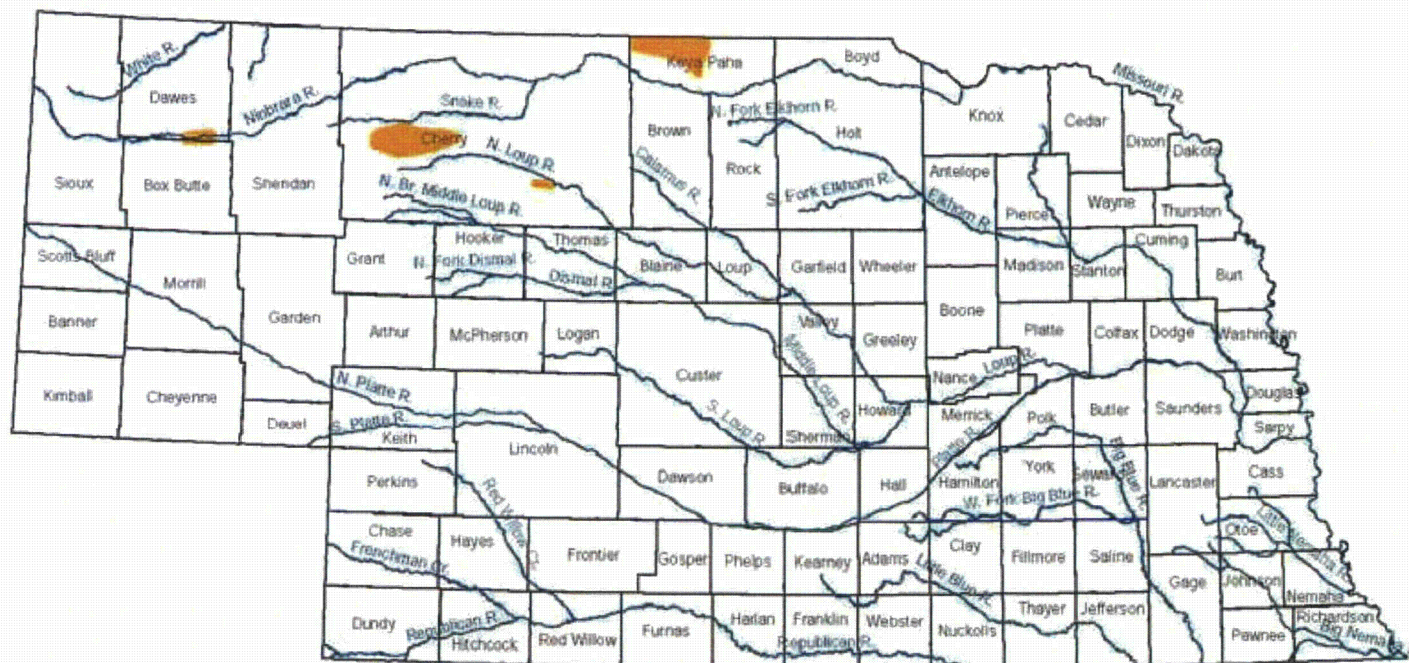 White R.
Dawes
Niobrara R.
Snake R.
Cherry
N. Loup R.
N. Br. Middle Loup R.
Keya Paha
Boyd
Missouri R.
N. Fork Elkhorn R.
Knox
Cedar
Dixon
Dakota
Brown
Calamus R.
Rock
Holt
S. Fork Elkhorn R.
Antelope
Elkhorn R.
Pierce
Wayne
Thurston
Sioux
Box Butte
Sheridan
Scotts Bluff
Morrill
Grant
Hooker
Thomas
N. Fork Dismal R.
Dismal R.
Blaine
Loup
Garfield
Wheeler
Madison
Stanton
Cuming
Burt
Banner
Garden
Arthur
McPherson
Logan
Custer
Valley
Middle Loup R.
Greeley
Boone
Platte
Colfax
Dodge
Washington
Kimball
Cheyenne
Deuel
N. Platte R.
S. Platte R.
Keith
Lincoln
S. Loup R.
Sherman
Howard
Nance
Loup R.
Merrick
Platte R.
Polk
Butler
Saunders
Douglas
Sarpy
Perkins
Red Willow Cr.
Dawson
Buffalo
Hall
Hamilton
York
Seward
Big Blue R.
W. Fork Big Blue R.
Lancaster
Cass
Otoe
Little Nemaha R.
Chase
Frenchman Cr.
Hayes
Frontier
Gosper
Phelps
Kearney
Adams
Clay
Fillmore
Saline
Gage
Johnson
Nemaha
Little Blue R.
Dundy
Republican R.
Hitchcock
Red Willow
Furnas
Harlan
Franklin
Republican R.
Webster
Nuckolls
Thayer
Jefferson
Pawnee
Richardson